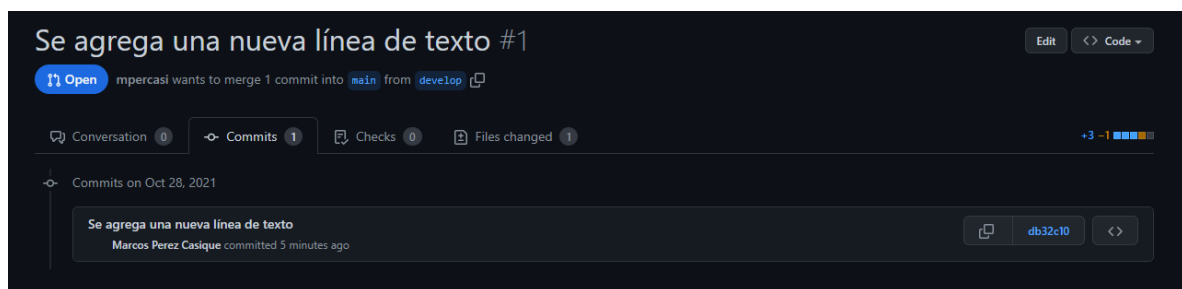 Se agrega una nueva línea de texto #1
Edit
<> Code
Open mpercasi wants to merge 1 commit into main from develop
Conversation 0 Commits 1 Checks 0 Files changed 1
+3 −1
Commits on Oct 28, 2021
Se agrega una nueva línea de texto
Marcos Perez Casique committed 5 minutes ago
db32c10
<>